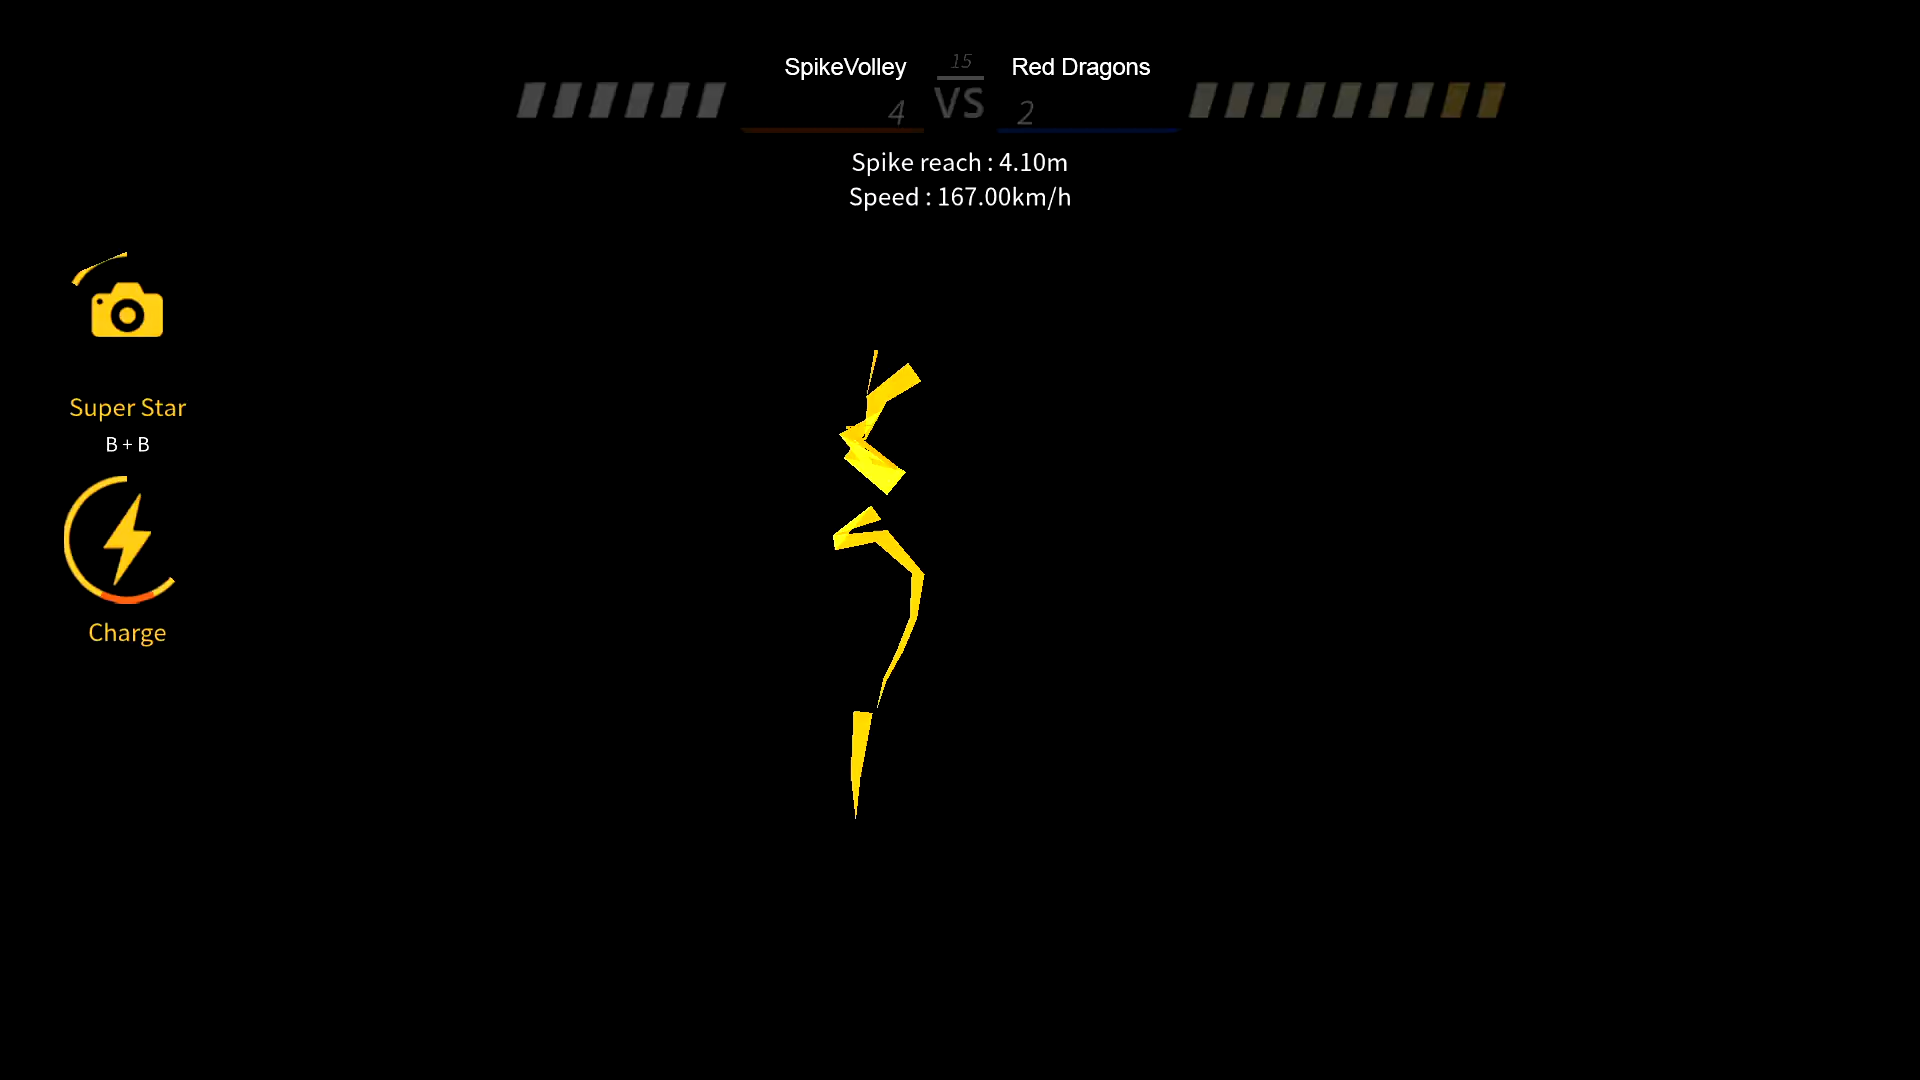 SpikeVolley 15 Red Dragons
4 VS 2
Spike reach : 4.10m
Speed : 167.00km/h
Super Star
B + B
Charge